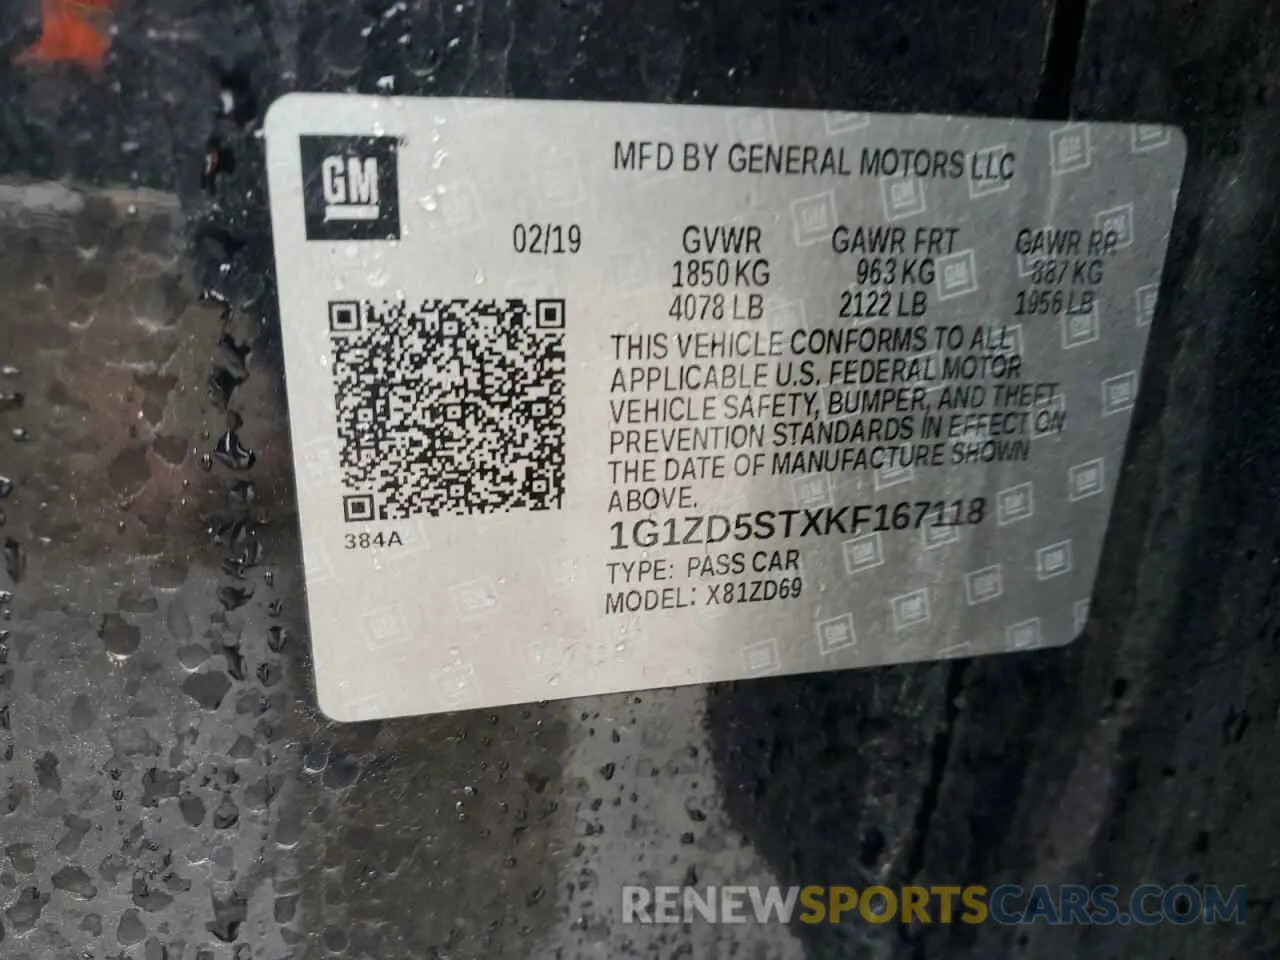 GM
MFD BY GENERAL MOTORS LLC
02/19
GVWR GAWR FRT GAWR RR
1850 KG 963 KG 887 KG
4078 LB 2122 LB 1956 LB
THIS VEHICLE CONFORMS TO ALL
APPLICABLE U.S. FEDERAL MOTOR
VEHICLE SAFETY, BUMPER, AND THEFT
PREVENTION STANDARDS IN EFFECT ON
THE DATE OF MANUFACTURE SHOWN
ABOVE.
1G1ZD5STXKF167118
TYPE: PASS CAR
MODEL: X81ZD69
384A
RENEWSPORTSCARS.COM